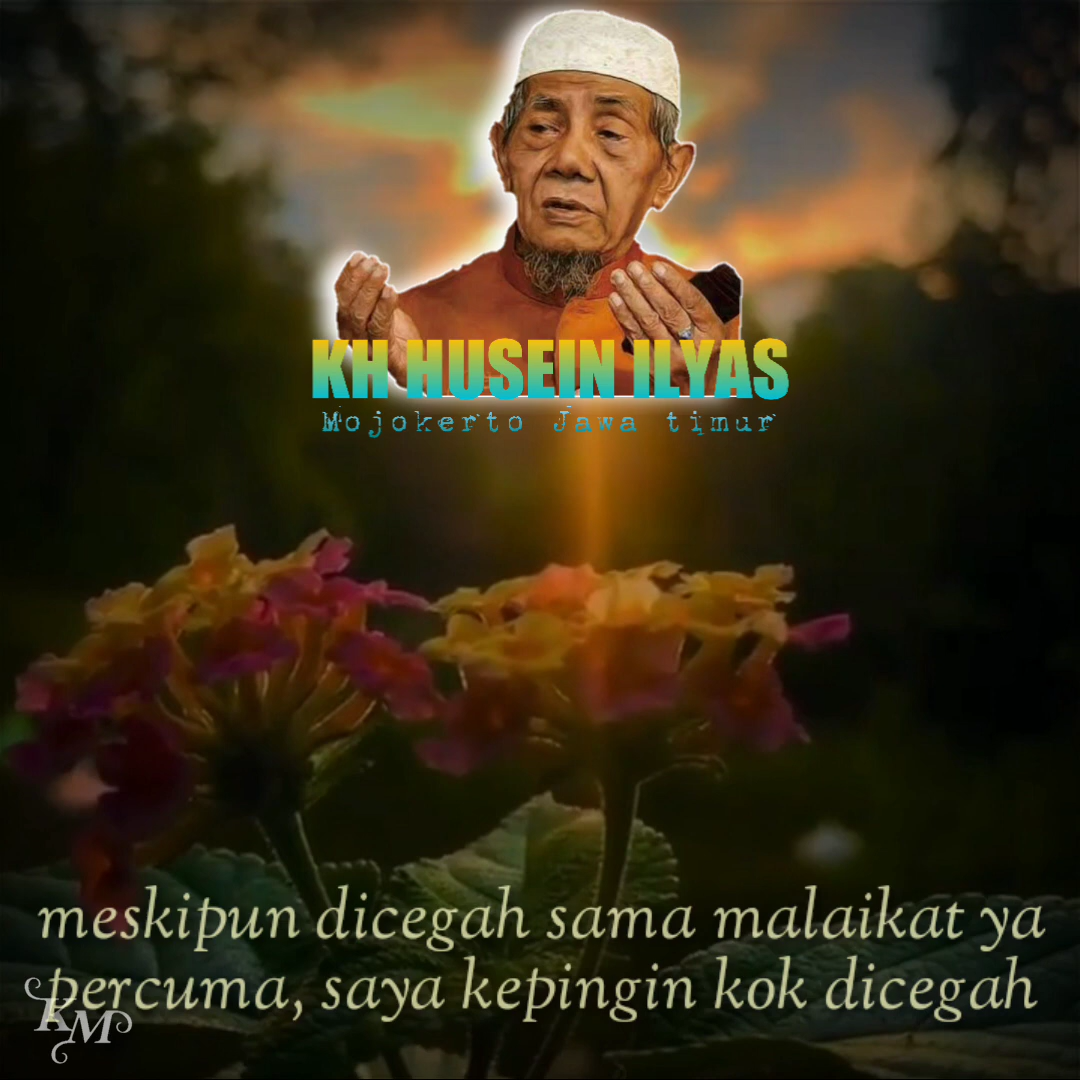 KH HUSEIN ILYAS
Mojokerto Jawa timur
meskipun dicegah sama malaikat ya
percuma, saya kepingin kok dicegah
KM